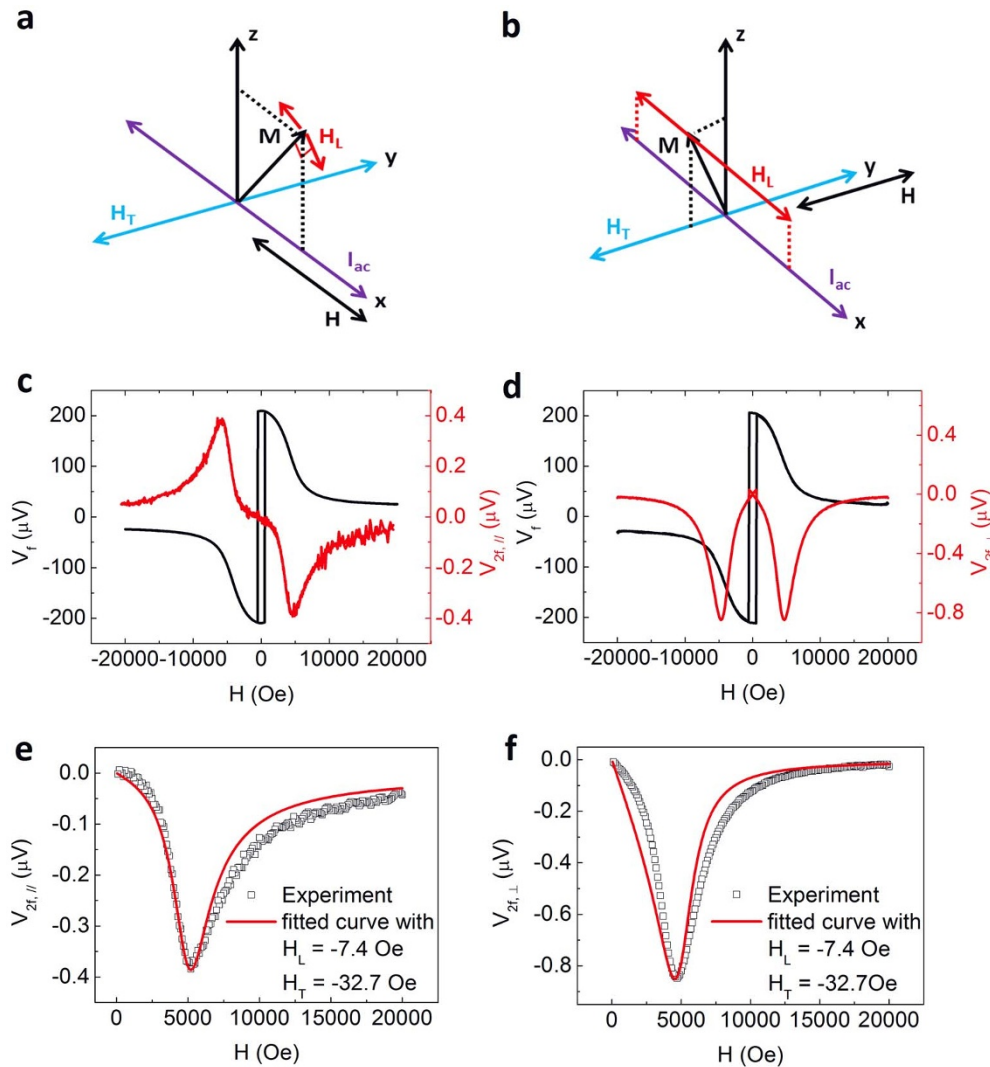 a
z
M
H_L
y
H_T
I_ac
x
H
b
z
M
H_L
y
H
H_T
I_ac
x
c
V_f (μV)
200
100
0
-100
-200
0.4
0.2
0.0
-0.2
-0.4
V_2f,// (μV)
-20000 -10000 0 10000 20000
H (Oe)
d
V_f (μV)
200
100
0
-100
-200
0.4
0.0
-0.4
-0.8
V_2f,⊥ (μV)
-20000 -10000 0 10000 20000
H (Oe)
e
V_2f,// (μV)
0.0
-0.1
-0.2
-0.3
-0.4
Experiment
fitted curve with
H_L = -7.4 Oe
H_T = -32.7 Oe
0 5000 10000 15000 20000
H (Oe)
f
V_2f,⊥ (μV)
0.0
-0.2
-0.4
-0.6
-0.8
Experiment
fitted curve with
H_L = -7.4 Oe
H_T = -32.7Oe
0 5000 10000 15000 20000
H (Oe)